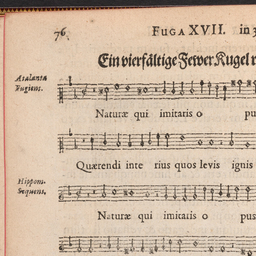 76 FUGA XVII. in 3
Ein vierfältige Fewer Kugel
Atalanta
Fugiens.
Naturæ qui imitaris o pu
Quærendi inte rius quos levis ignis
Hippom.
Sequens.
Naturæ qui imitaris o pus